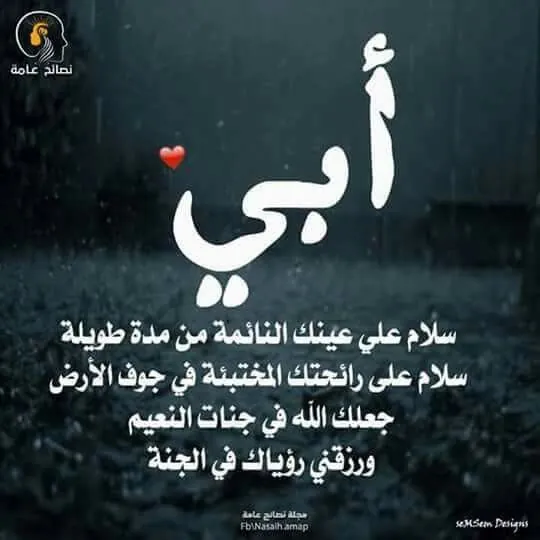 نصائح عامة
أبي
سلام علي عينك النائمة من مدة طويلة
سلام على رائحتك المختبئة في جوف الأرض
جعلك الله في جنات النعيم
ورزقني رؤياك في الجنة
مجلة نصائح عامة
Fb\Nasaih.amap
seMSem Designs